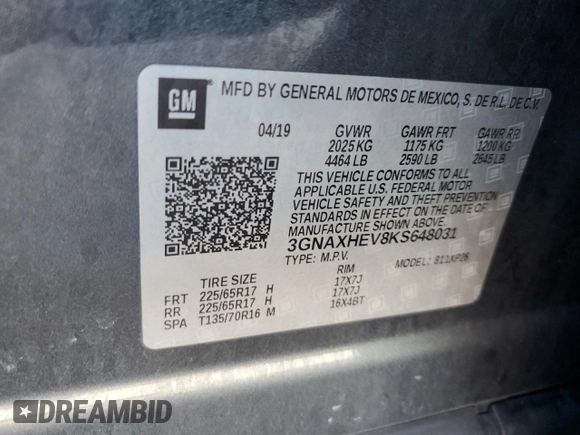 GM
MFD BY GENERAL MOTORS DE MEXICO, S. DE R.L. DE C.V.
04/19 GVWR GAWR FRT GAWR RR
2025 KG 1175 KG 1200 KG
4464 LB 2590 LB 2645 LB
THIS VEHICLE CONFORMS TO ALL
APPLICABLE U.S. FEDERAL MOTOR
VEHICLE SAFETY AND THEFT PREVENTION
STANDARDS IN EFFECT ON THE DATE OF
MANUFACTURE SHOWN ABOVE.
3GNAXHEV8KS648031
TYPE: M.P.V. MODEL: 811XP26
TIRE SIZE RIM
FRT 225/65R17 H 17X7J
RR 225/65R17 H 17X7J
SPA T135/70R16 M 16X4BT
DREAMBID